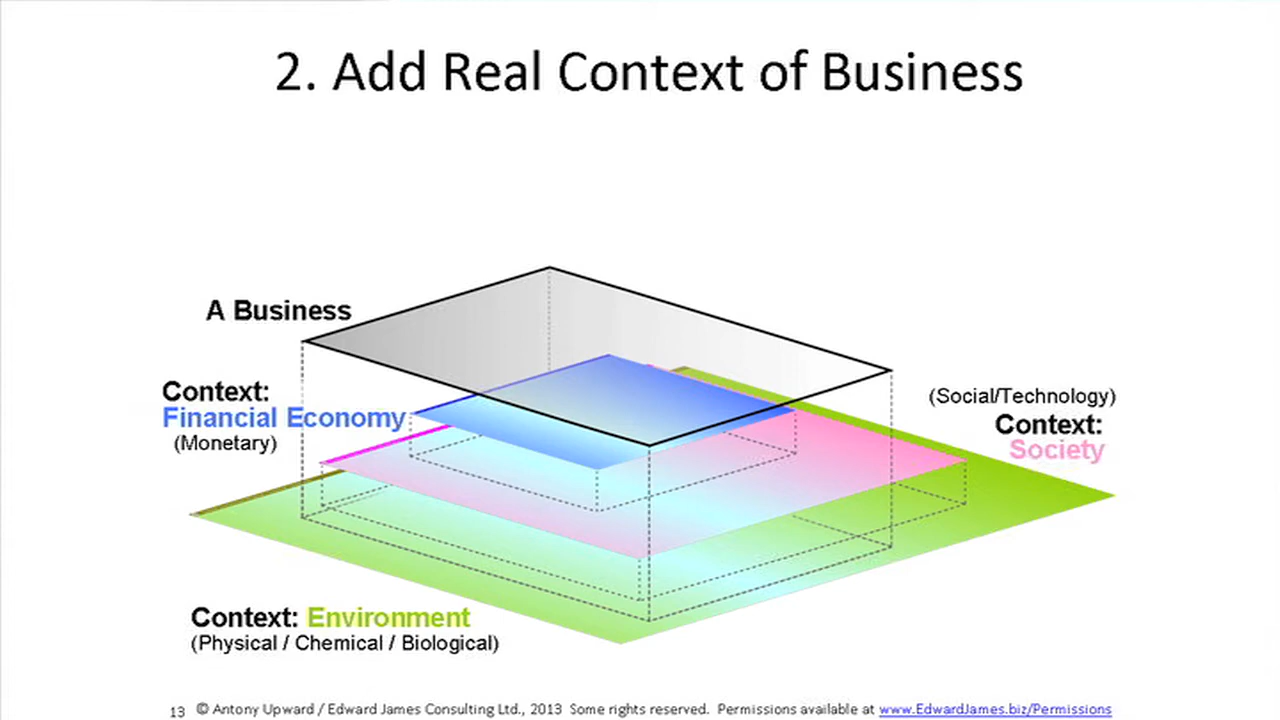 2. Add Real Context of Business
A Business
Context:
Financial Economy
(Monetary)
(Social/Technology)
Context:
Society
Context: Environment
(Physical / Chemical / Biological)
13 © Antony Upward / Edward James Consulting Ltd., 2013 Some rights reserved. Permissions available at www.EdwardJames.biz/Permissions